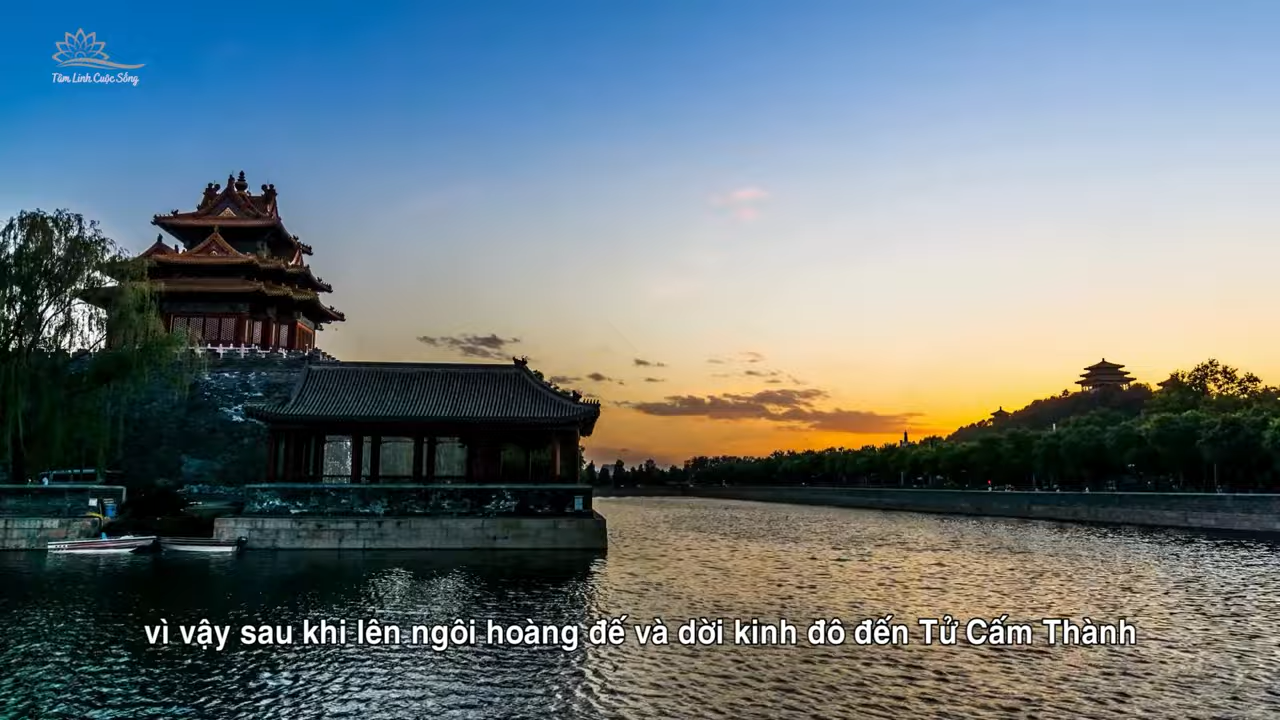 Tâm Linh Cuộc Sống
vì vậy sau khi lên ngôi hoàng đế và dời kinh đô đến Tử Cấm Thành